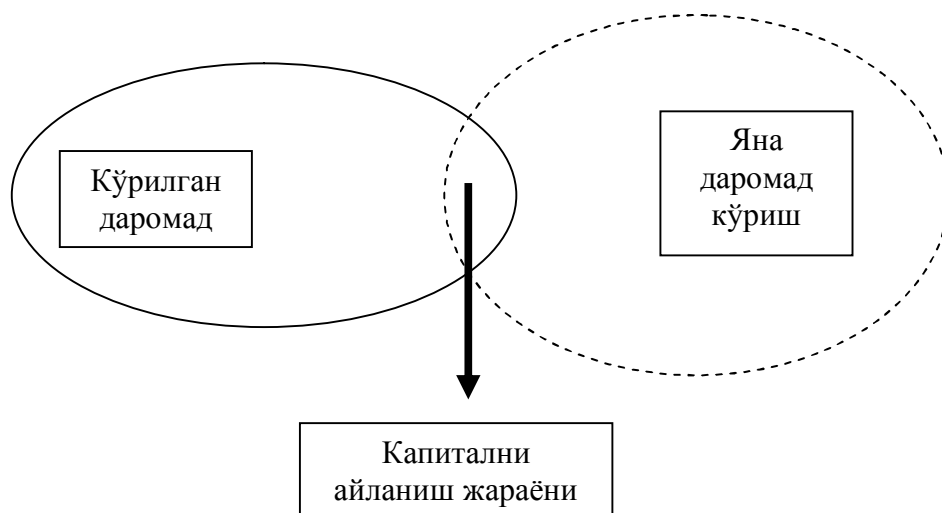 Кўрилган
даромад
Яна
даромад
кўриш
Капитални
айланиш жараёни